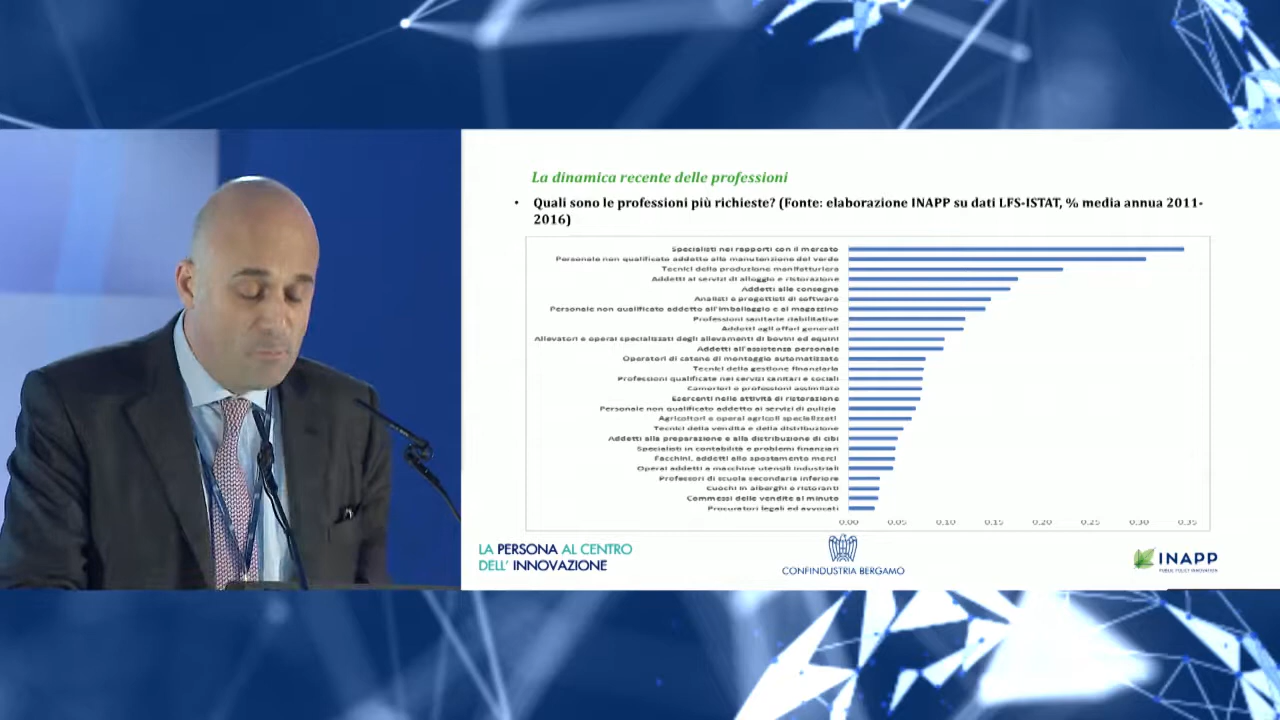 La dinamica recente delle professioni
• Quali sono le professioni più richieste? (Fonte: elaborazione INAPP su dati LFS-ISTAT, % media annua 2011-
2016)
Specialisti nei rapporti con il mercato
Personale non qualificato addetto alla manutenzione del verde
Tecnici della produzione manifatturiera
Addetti ai servizi di alloggio e ristorazione
Addetti alle consegne
Analisti e progettisti di software
Personale non qualificato addetto all'imballaggio e al magazzino
Professioni sanitarie riabilitative
Addetti agli affari generali
Allevatori e operai specializzati degli allevamenti di bovini ed equini
Addetti all'assistenza personale
Operatori di catene di montaggio automatizzate
Tecnici della gestione finanziaria
Professioni qualificate nei servizi sanitari e sociali
Camerieri e professioni assimilate
Esercenti nelle attività di ristorazione
Personale non qualificato addetto ai servizi di pulizia
Agricoltori e operai agricoli specializzati
Tecnici della vendita e della distribuzione
Addetti alla preparazione e alla distribuzione di cibi
Specialisti in contabilità e problemi finanziari
Facchini, addetti allo spostamento merci
Operai addetti a macchine utensili industriali
Professori di scuola secondaria inferiore
Cuochi in alberghi e ristoranti
Commessi delle vendite al minuto
Procuratori legali ed avvocati
0,00 0,05 0,10 0,15 0,20 0,25 0,30 0,35
LA PERSONA AL CENTRO
DELL' INNOVAZIONE
CONFINDUSTRIA BERGAMO
INAPP
PUBLIC POLICY INNOVATION